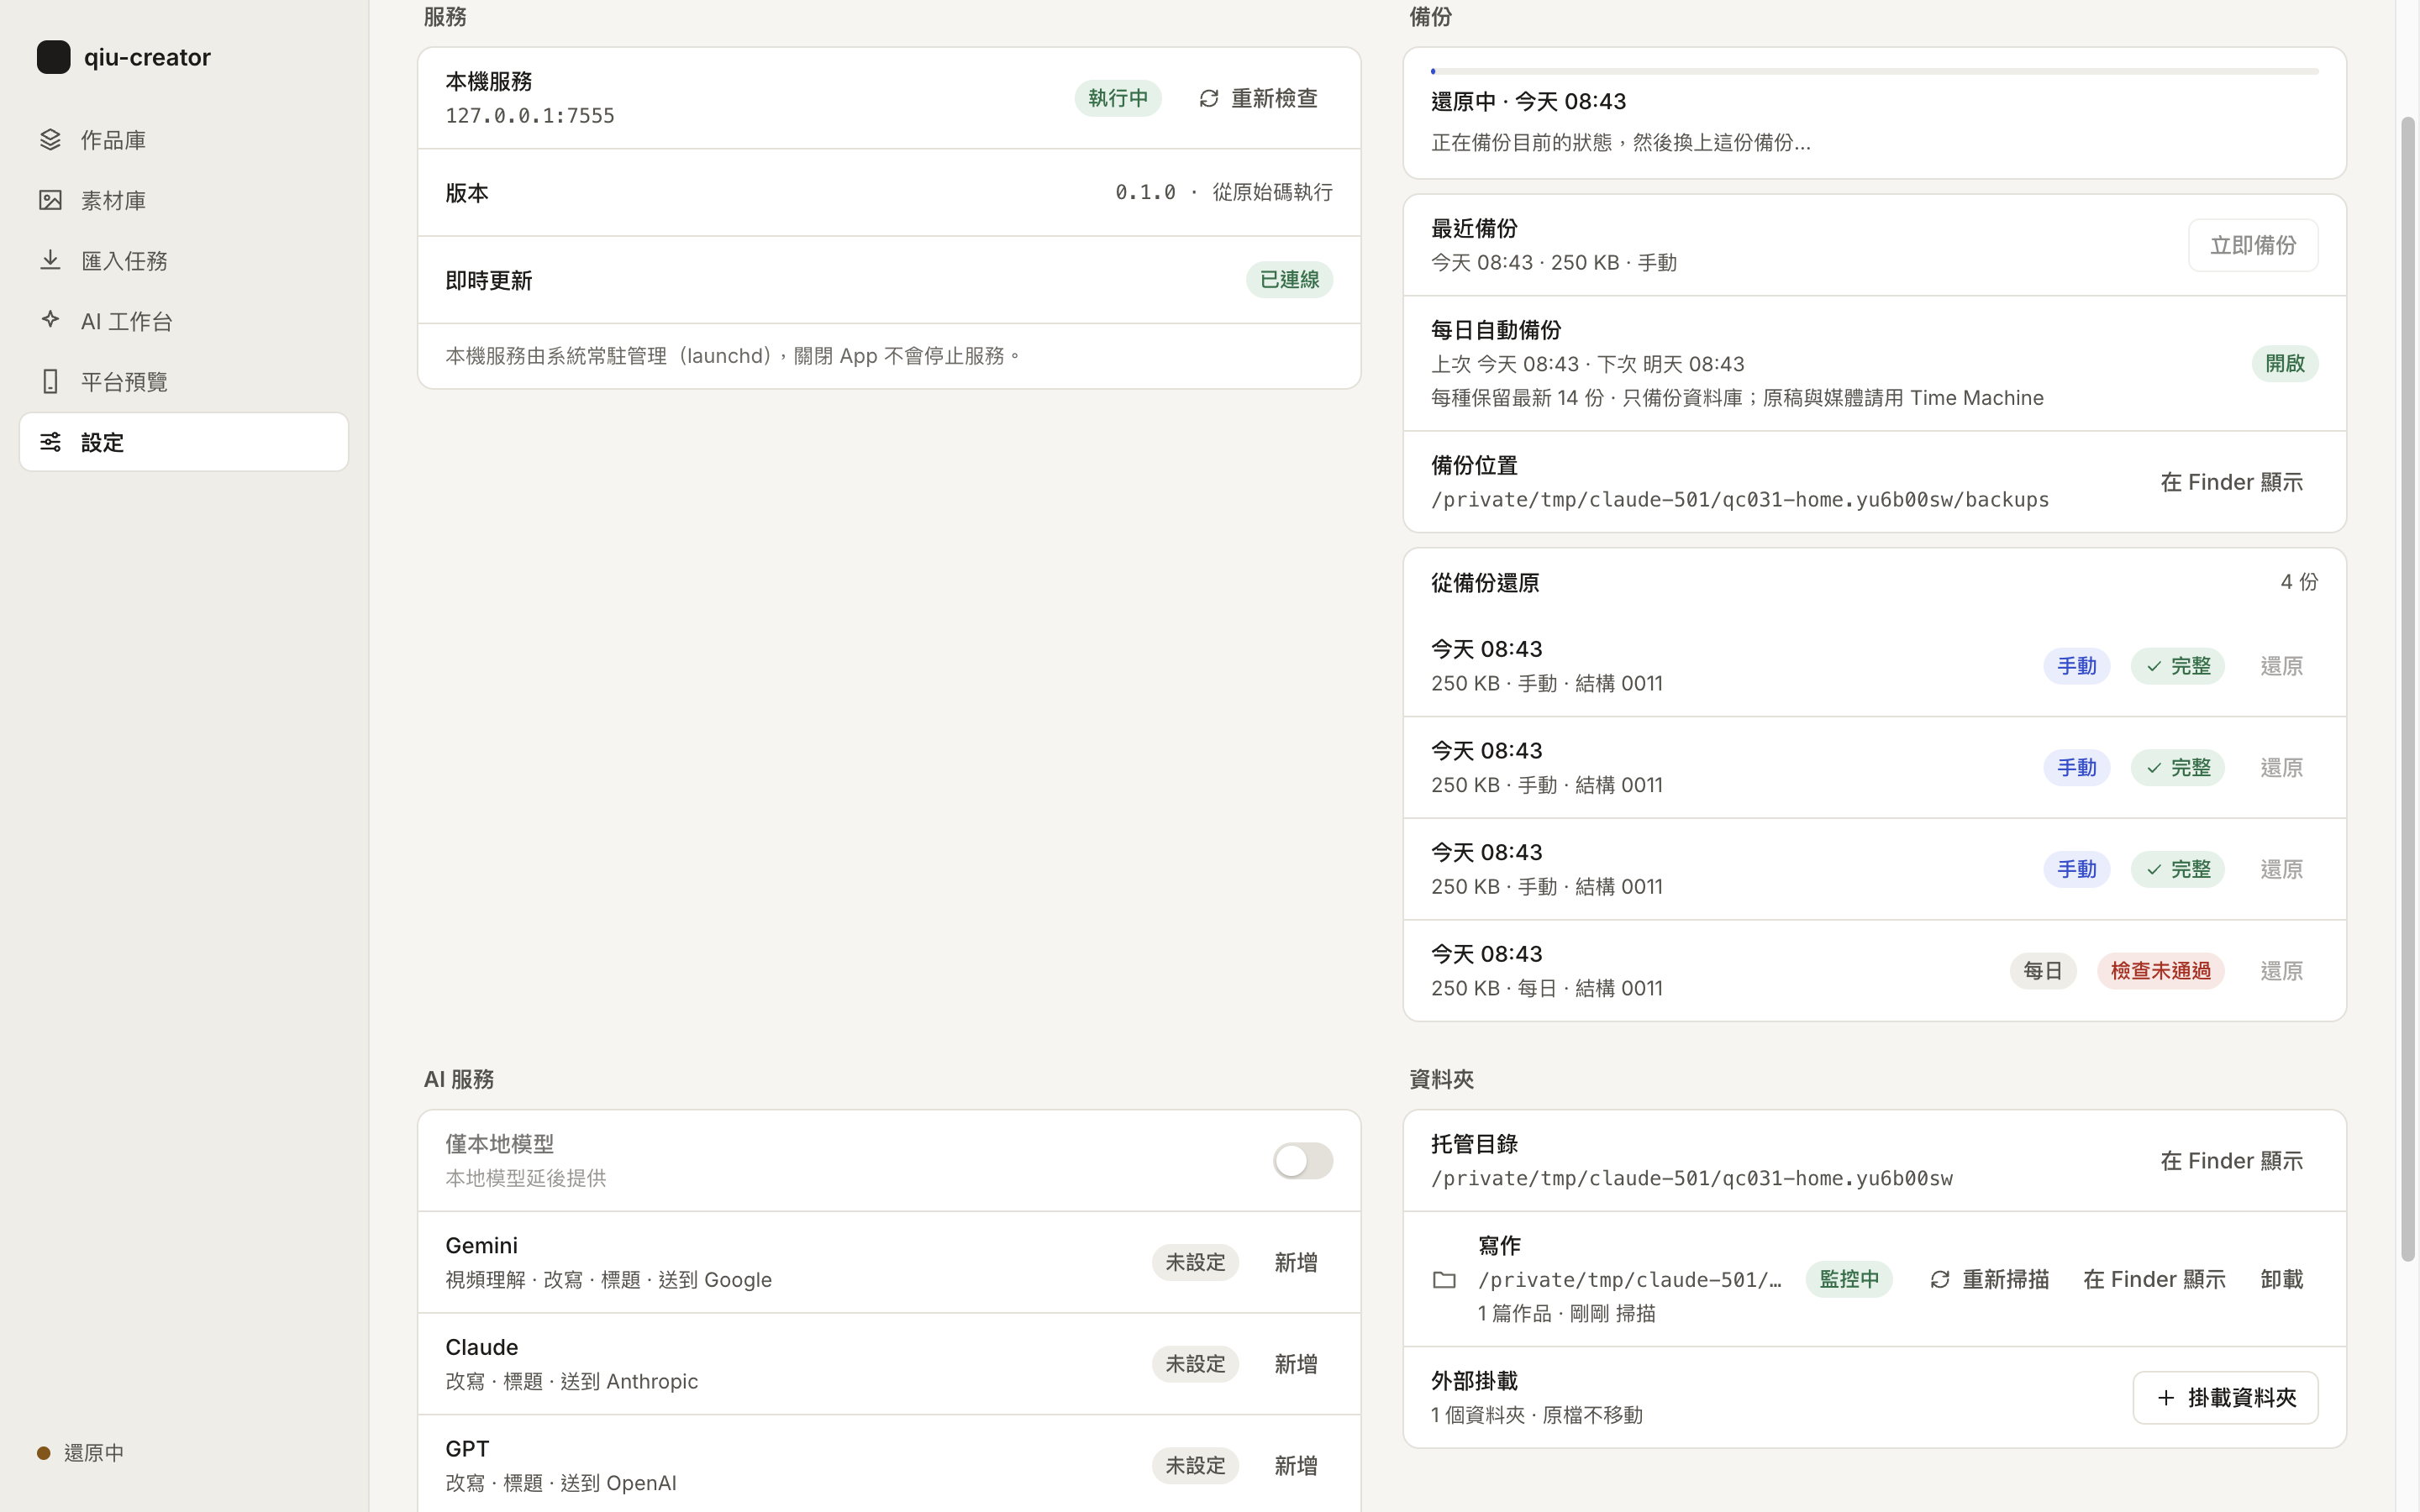 qiu-creator
作品庫
素材庫
匯入任務
AI 工作台
平台預覽
設定
還原中
服務
本機服務
127.0.0.1:7555
執行中
重新檢查
版本
0.1.0 · 從原始碼執行
即時更新
已連線
本機服務由系統常駐管理（launchd），關閉 App 不會停止服務。
備份
還原中 · 今天 08:43
正在備份目前的狀態，然後換上這份備份…
最近備份
今天 08:43 · 250 KB · 手動
立即備份
每日自動備份
上次 今天 08:43 · 下次 明天 08:43
每種保留最新 14 份 · 只備份資料庫；原稿與媒體請用 Time Machine
開啟
備份位置
/private/tmp/claude-501/qc031-home.yu6b00sw/backups
在 Finder 顯示
從備份還原
4 份
今天 08:43
250 KB · 手動 · 結構 0011
手動
完整
還原
今天 08:43
250 KB · 手動 · 結構 0011
手動
完整
還原
今天 08:43
250 KB · 手動 · 結構 0011
手動
完整
還原
今天 08:43
250 KB · 每日 · 結構 0011
每日
檢查未通過
還原
AI 服務
僅本地模型
本地模型延後提供
Gemini
視頻理解 · 改寫 · 標題 · 送到 Google
未設定
新增
Claude
改寫 · 標題 · 送到 Anthropic
未設定
新增
GPT
改寫 · 標題 · 送到 OpenAI
未設定
新增
資料夾
托管目錄
/private/tmp/claude-501/qc031-home.yu6b00sw
在 Finder 顯示
寫作
/private/tmp/claude-501/…
1 篇作品 · 剛剛 掃描
監控中
重新掃描
在 Finder 顯示
卸載
外部掛載
1 個資料夾 · 原檔不移動
掛載資料夾